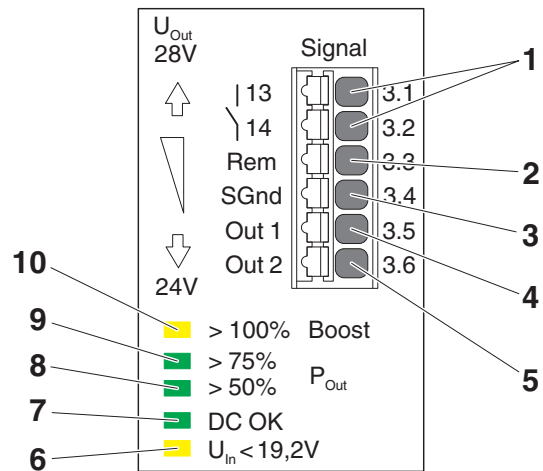 U_Out
28V
Signal
13
3.1
14
3.2
Rem
3.3
SGnd
3.4
Out 1
3.5
Out 2
3.6
24V
> 100% Boost
> 75%
> 50%
P_Out
DC OK
U_In < 19,2V
1
2
3
4
5
10
9
8
7
6